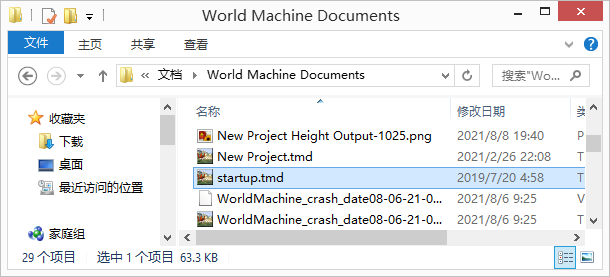 World Machine Documents
文件 主页 共享 查看
« 文档 World Machine Documents 搜索"Wo...
名称 修改日期
收藏夹
下载
桌面
最近访问的位置
家庭组
New Project Height Output-1025.png 2021/8/8 19:40 P
New Project.tmd 2021/2/26 22:08 T
startup.tmd 2019/7/20 4:58 T
WorldMachine_crash_date08-06-21-0... 2021/8/6 9:25 V
WorldMachine_crash_date08-06-21-0... 2021/8/6 9:25 T
29 个项目 选中 1 个项目 63.3 KB